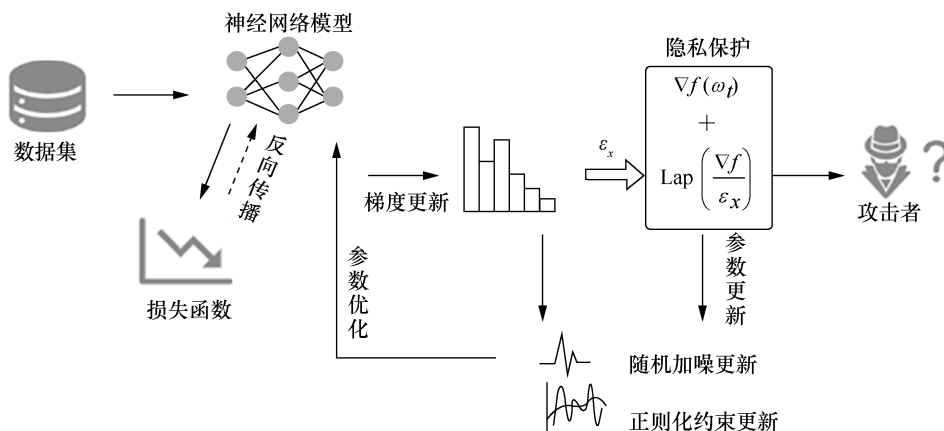 神经网络模型
隐私保护
数据集
反向传播
梯度更新
ε_x
∇f(ω_t)
+
Lap(∇f/ε_x)
?
攻击者
损失函数
参数优化
参数更新
随机加噪更新
正则化约束更新